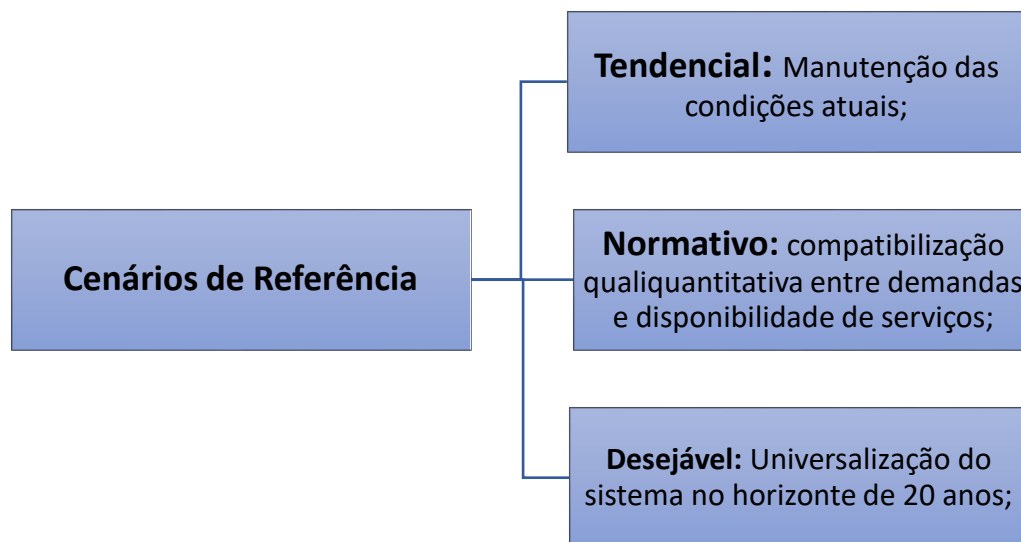 Tendencial: Manutenção das
condições atuais;
Cenários de Referência
Normativo: compatibilização
qualiquantitativa entre demandas
e disponibilidade de serviços;
Desejável: Universalização do
sistema no horizonte de 20 anos;